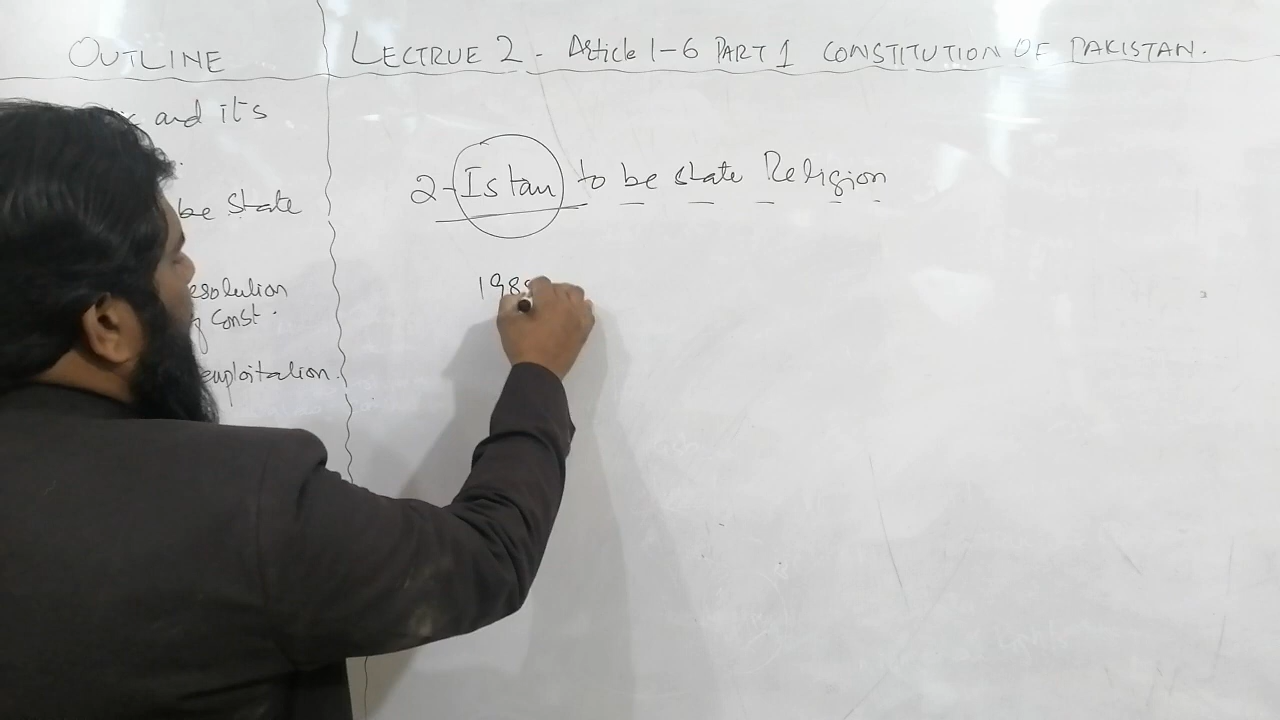 OUTLINE
LECTRUE 2 - Article 1-6 PART 1 CONSTITUTION OF PAKISTAN.
and it's
be State
esolution
Const.
exploitation.
2-Islam to be state Religion
198